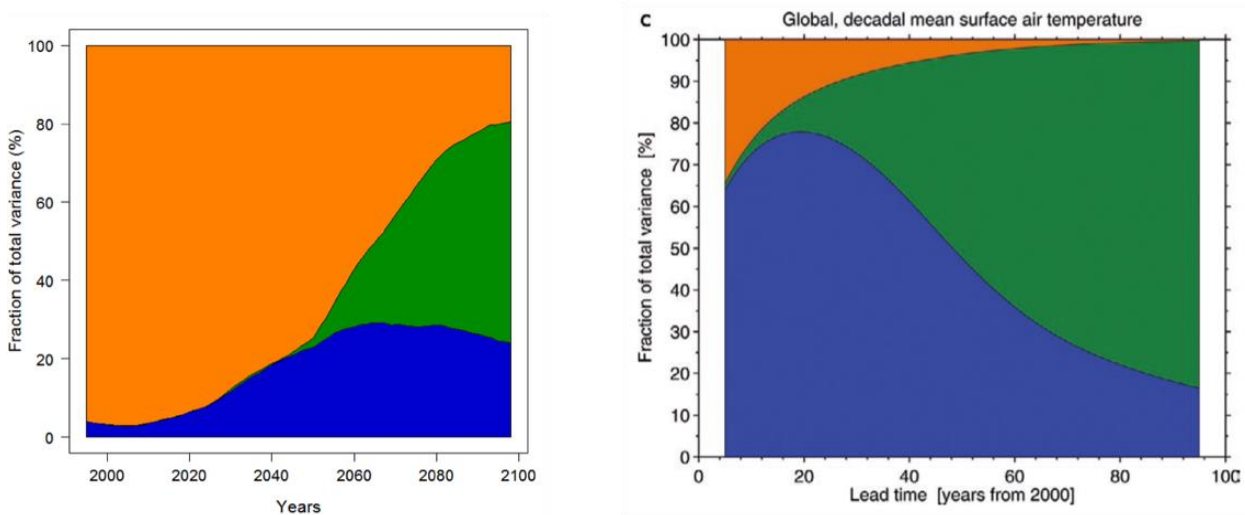 Fraction of total variance (%)
100
80
60
40
20
0
2000 2020 2040 2060 2080 2100
Years
C
Global, decadal mean surface air temperature
Fraction of total variance [%]
100
90
80
70
60
50
40
30
20
10
0
0 20 40 60 80 100
Lead time [years from 2000]